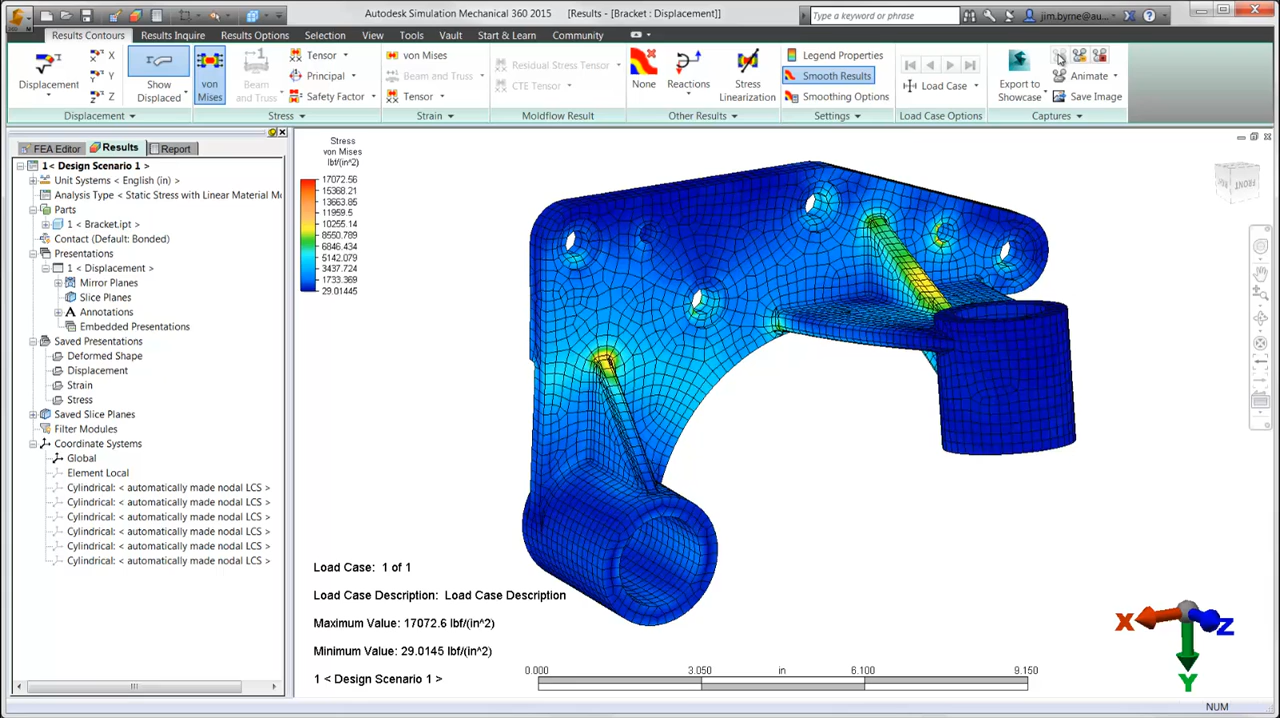 Autodesk Simulation Mechanical 360 2015 [Results - [Bracket : Displacement]]
Type a keyword or phrase
jim.byrne@au...
Results Contours
Results Inquire
Results Options
Selection
View
Tools
Vault
Start & Learn
Community
Displacement
X
Y
Z
Show
Displaced
Displacement
von
Mises
Beam
and Truss
Tensor
Principal
Safety Factor
Stress
von Mises
Beam and Truss
Tensor
Strain
Residual Stress Tensor
CTE Tensor
Moldflow Result
None
Reactions
Stress
Linearization
Other Results
Legend Properties
Smooth Results
Smoothing Options
Settings
Load Case
Load Case Options
Export to
Showcase
Animate
Save Image
Captures
FEA Editor
Results
Report
1< Design Scenario 1 >
Unit Systems < English (in) >
Analysis Type < Static Stress with Linear Material Mo
Parts
1 < Bracket.ipt >
Contact (Default: Bonded)
Presentations
1 < Displacement >
Mirror Planes
Slice Planes
Annotations
Embedded Presentations
Saved Presentations
Deformed Shape
Displacement
Strain
Stress
Saved Slice Planes
Filter Modules
Coordinate Systems
Global
Element Local
Cylindrical: < automatically made nodal LCS >
Cylindrical: < automatically made nodal LCS >
Cylindrical: < automatically made nodal LCS >
Cylindrical: < automatically made nodal LCS >
Cylindrical: < automatically made nodal LCS >
Cylindrical: < automatically made nodal LCS >
Stress
von Mises
lbf/(in^2)
17072.56
15368.21
13663.85
11959.5
10255.14
8550.789
6846.434
5142.079
3437.724
1733.369
29.01445
FRONT
Load Case: 1 of 1
Load Case Description: Load Case Description
Maximum Value: 17072.6 lbf/(in^2)
Minimum Value: 29.0145 lbf/(in^2)
1 < Design Scenario 1 >
0.000 3.050 in 6.100 9.150
X
Z
Y
NUM